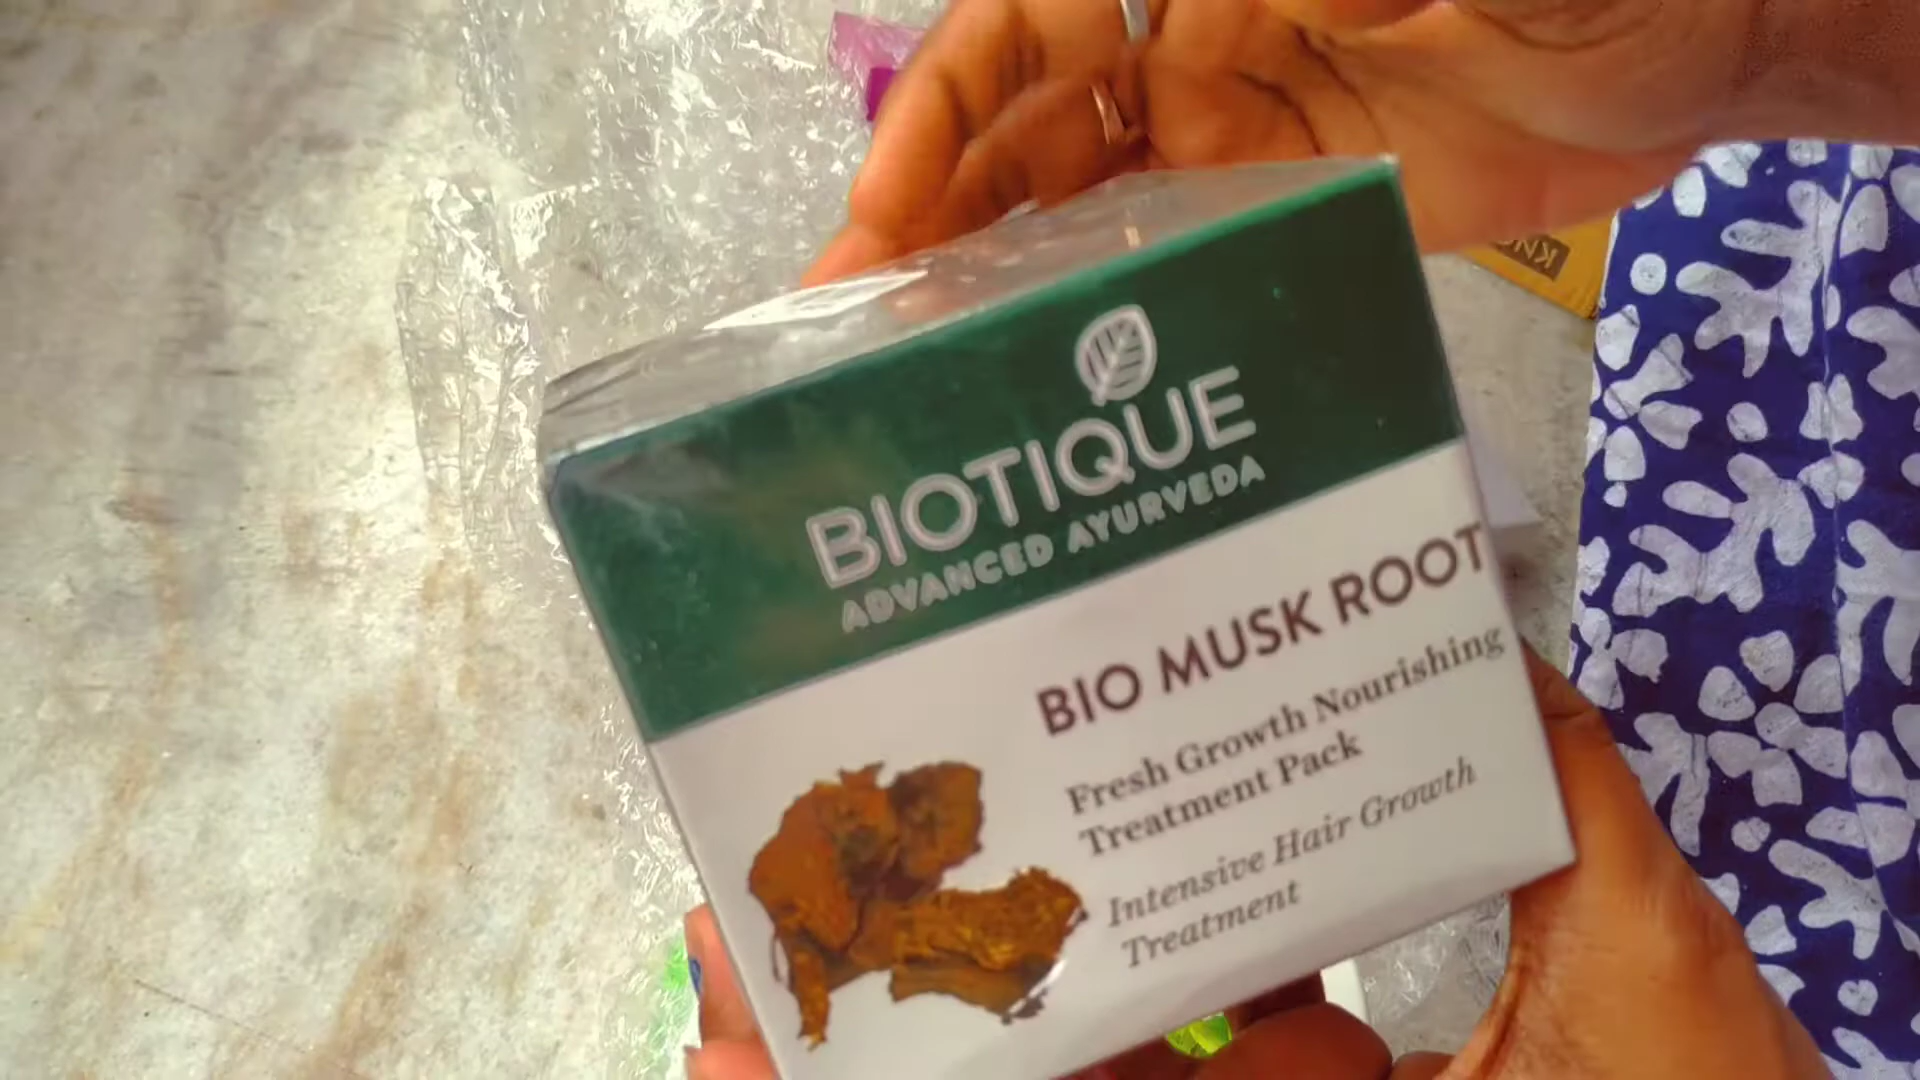 BIOTIQUE
ADVANCED AYURVEDA
BIO MUSK ROOT
Fresh Growth Nourishing
Treatment Pack
Intensive Hair Growth
Treatment